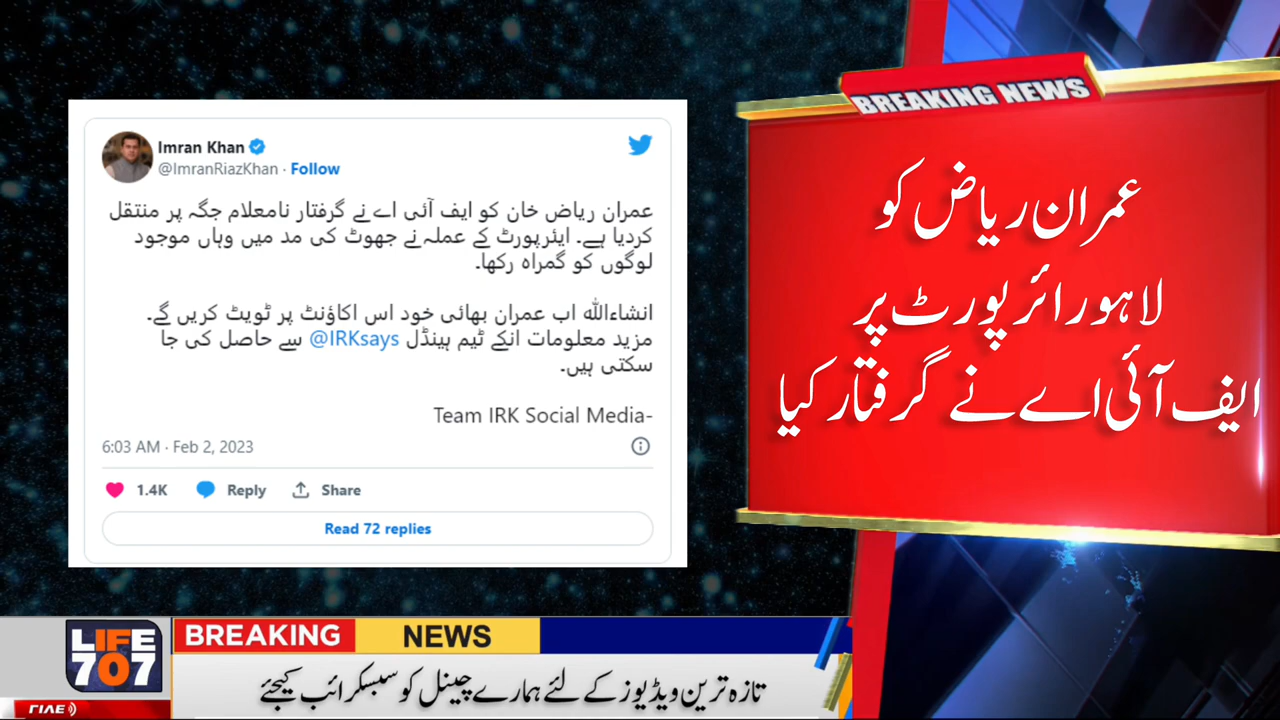 Imran Khan
@ImranRiazKhan · Follow
عمران ریاض خان کو ایف آئی اے نے گرفتار نامعلام جگہ پر منتقل
کردیا ہے۔ ایئرپورٹ کے عملہ نے جھوٹ کی مد میں وہاں موجود
لوگوں کو گمراہ رکھا۔
انشاءاللہ اب عمران بھائی خود اس اکاؤنٹ پر ٹویٹ کریں گے۔
مزید معلومات انکے ٹیم ہینڈل @IRKsays سے حاصل کی جا
سکتی ہیں۔
Team IRK Social Media-
6:03 AM · Feb 2, 2023
1.4K Reply Share
Read 72 replies
BREAKING NEWS
عمران ریاض کو
لاہور ائر پورٹ پر
ایف آئی اے نے گرفتار کیا
LIFE
707
BREAKING NEWS
تازہ ترین ویڈیوز کے لئے ہمارے چینل کو سبسکرائب کیجئے